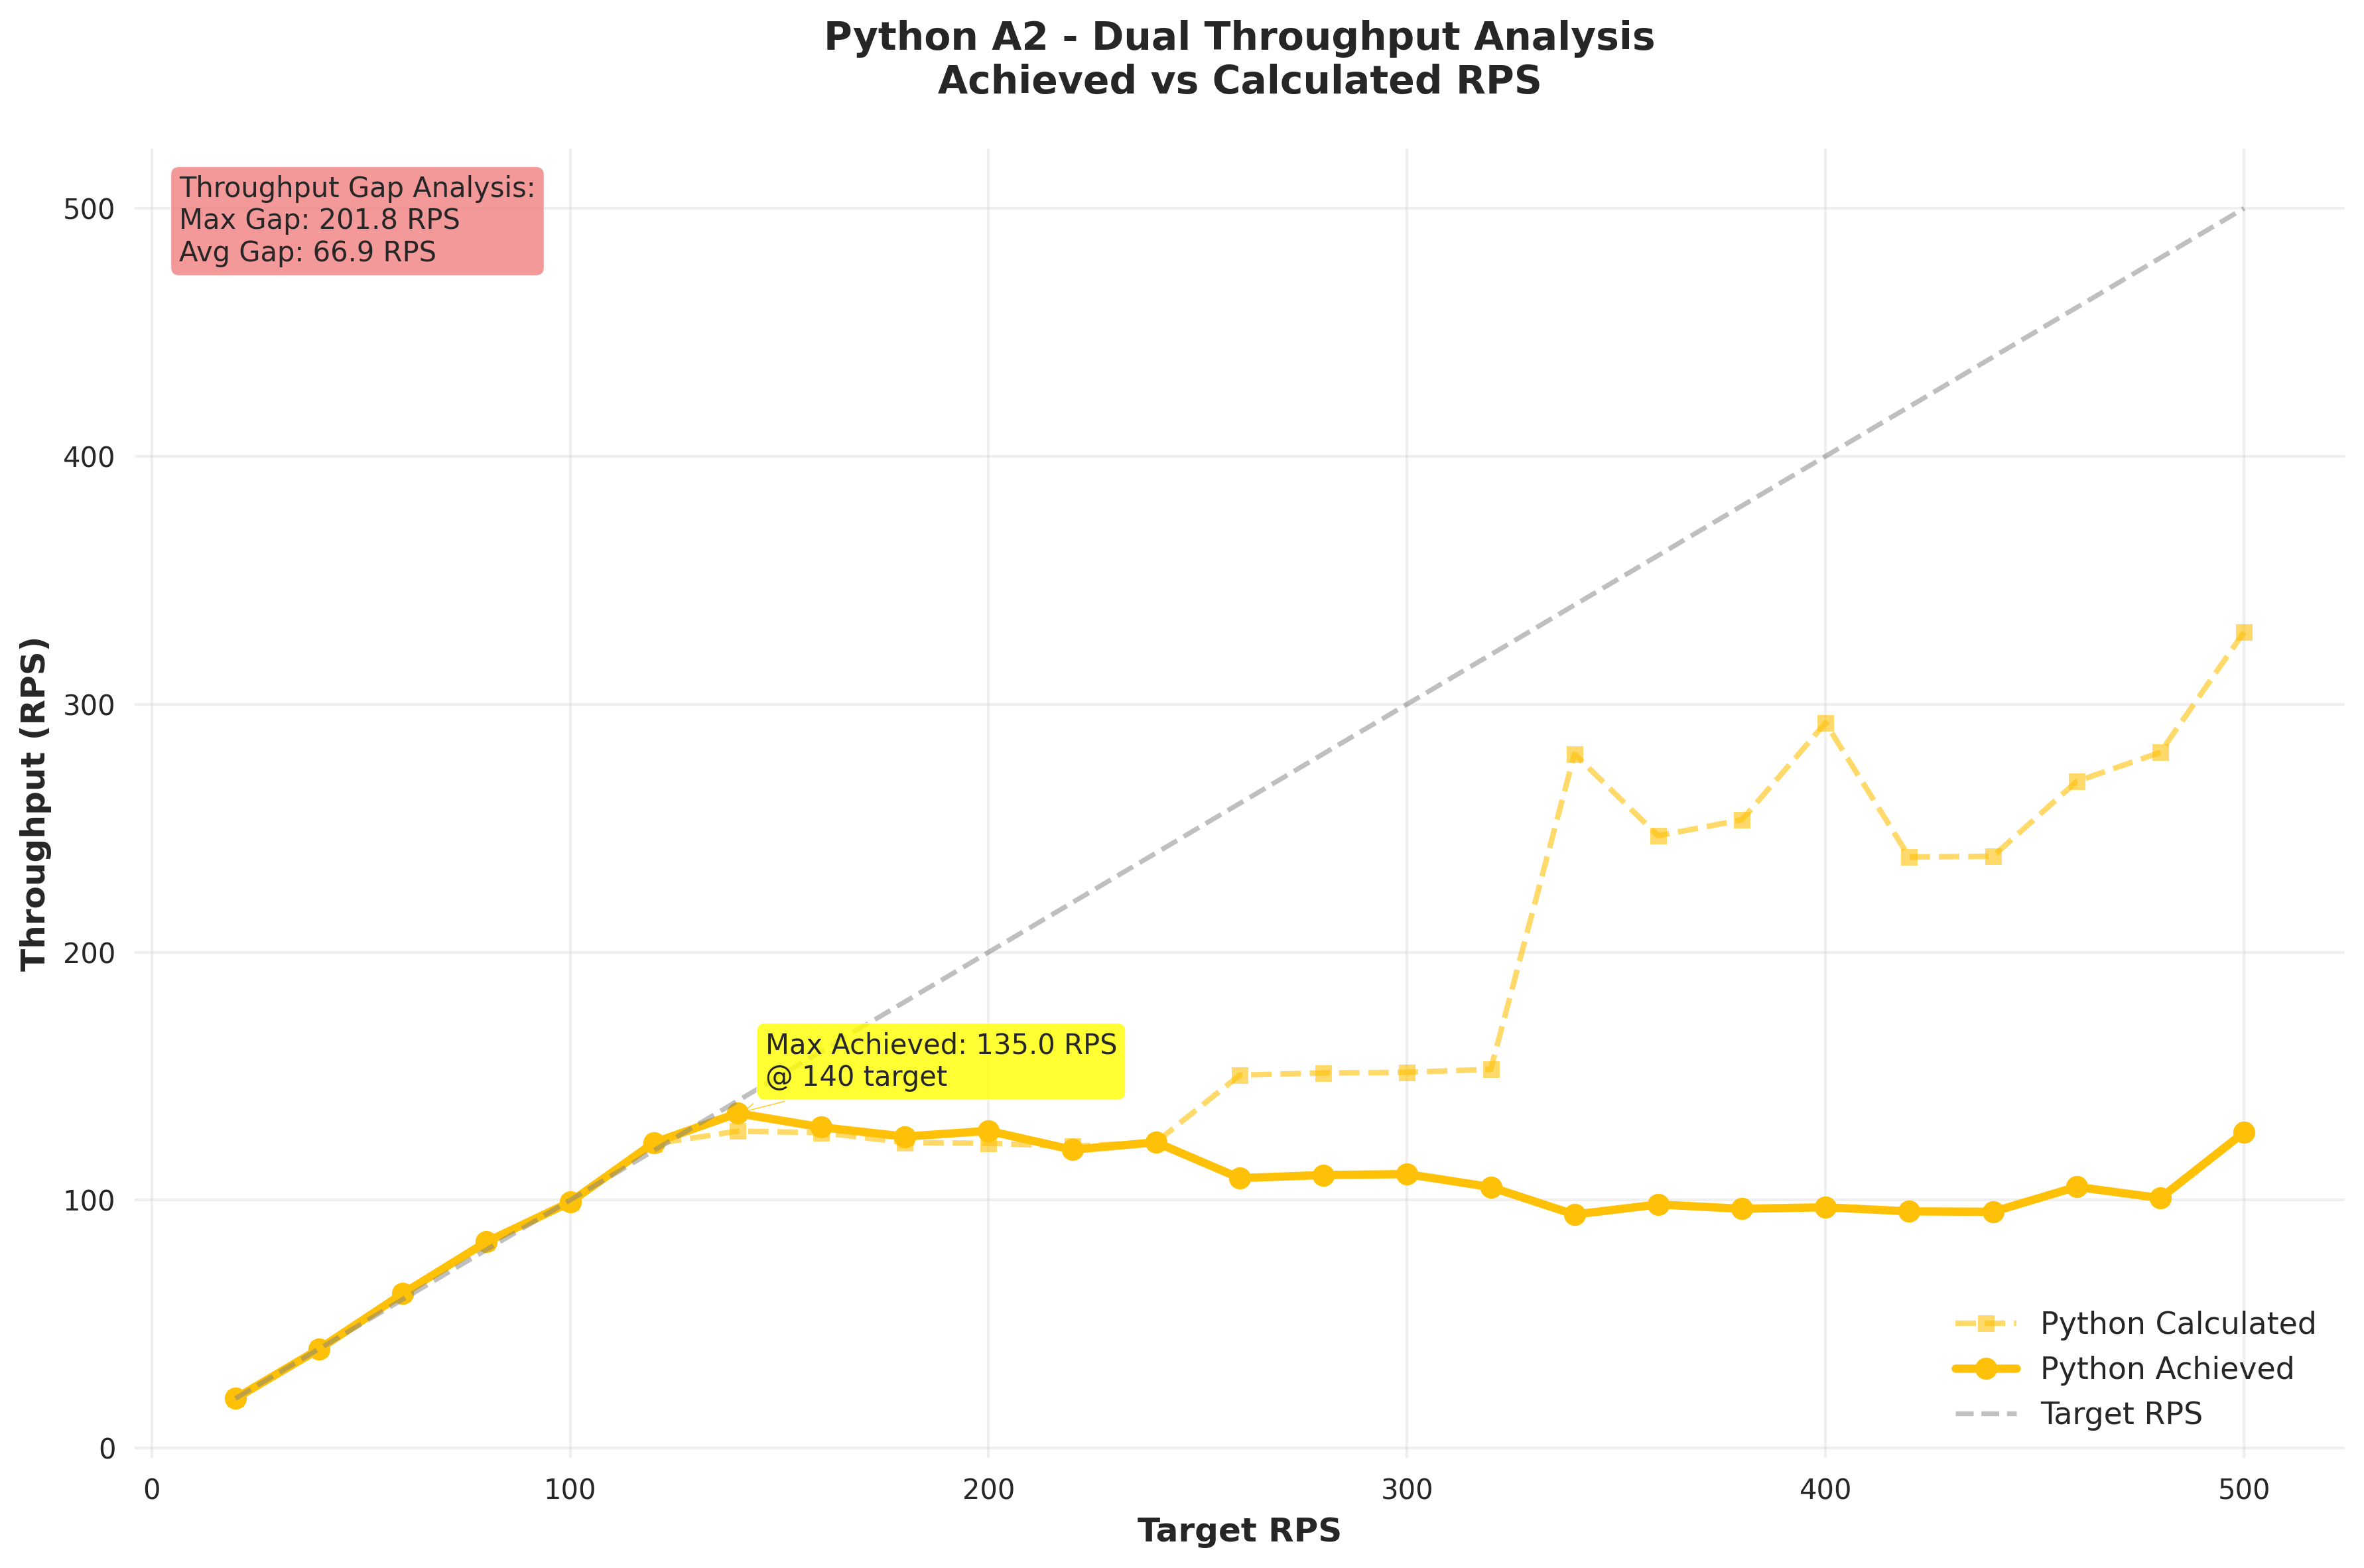 Python A2 - Dual Throughput Analysis
Achieved vs Calculated RPS
Throughput Gap Analysis:
Max Gap: 201.8 RPS
Avg Gap: 66.9 RPS
500
400
300
200
100
0
Throughput (RPS)
Max Achieved: 135.0 RPS
@ 140 target
Python Calculated
Python Achieved
Target RPS
0 100 200 300 400 500
Target RPS